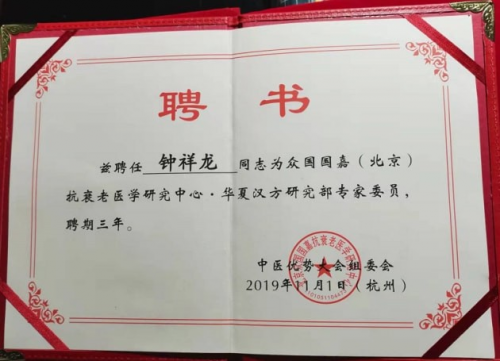 聘书
兹聘任 钟祥龙 同志为众国国嘉（北京）
抗衰老医学研究中心·华夏汉方研究部专家委员，
聘期三年。
中医优势大会组委会
2019年11月1日（杭州）